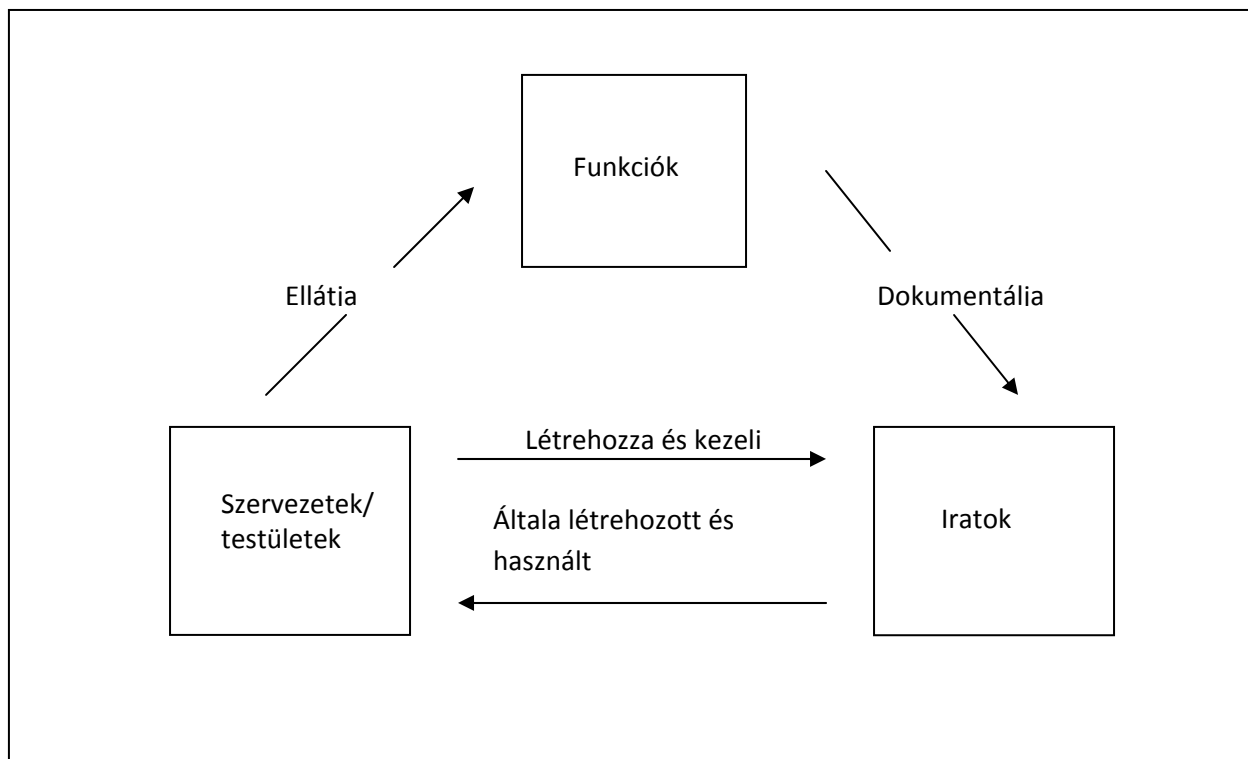 Funkciók
Ellátja
Dokumentálja
Létrehozza és kezeli
Szervezetek/
testületek
Általa létrehozott és
használt
Iratok